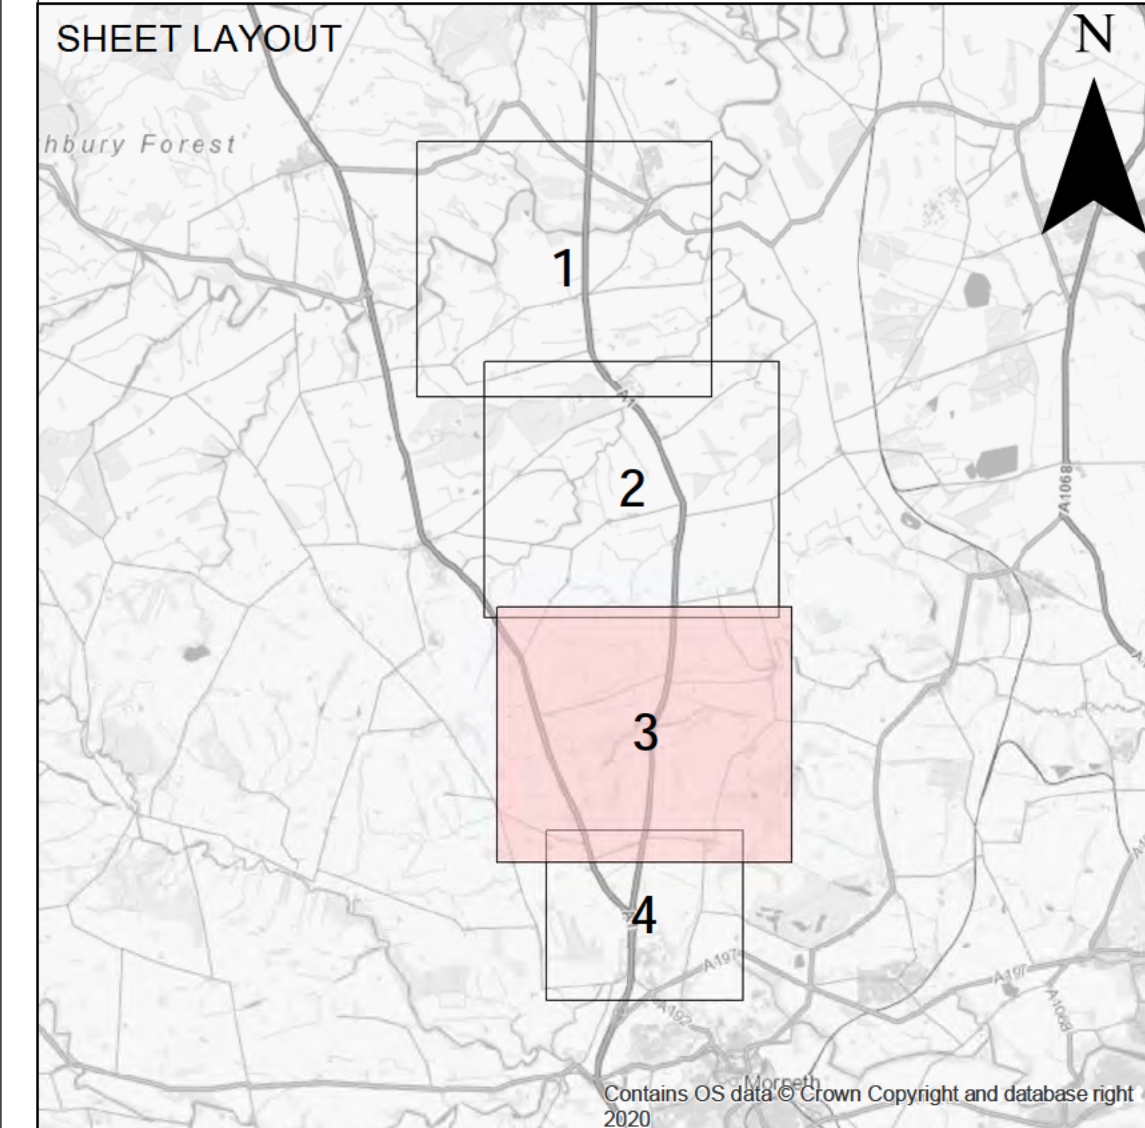 SHEET LAYOUT
N
hbury Forest
1
A1
2
A1068
3
4
A197
A197
A192
A1068
Morpeth
Contains OS data © Crown Copyright and database right
2020